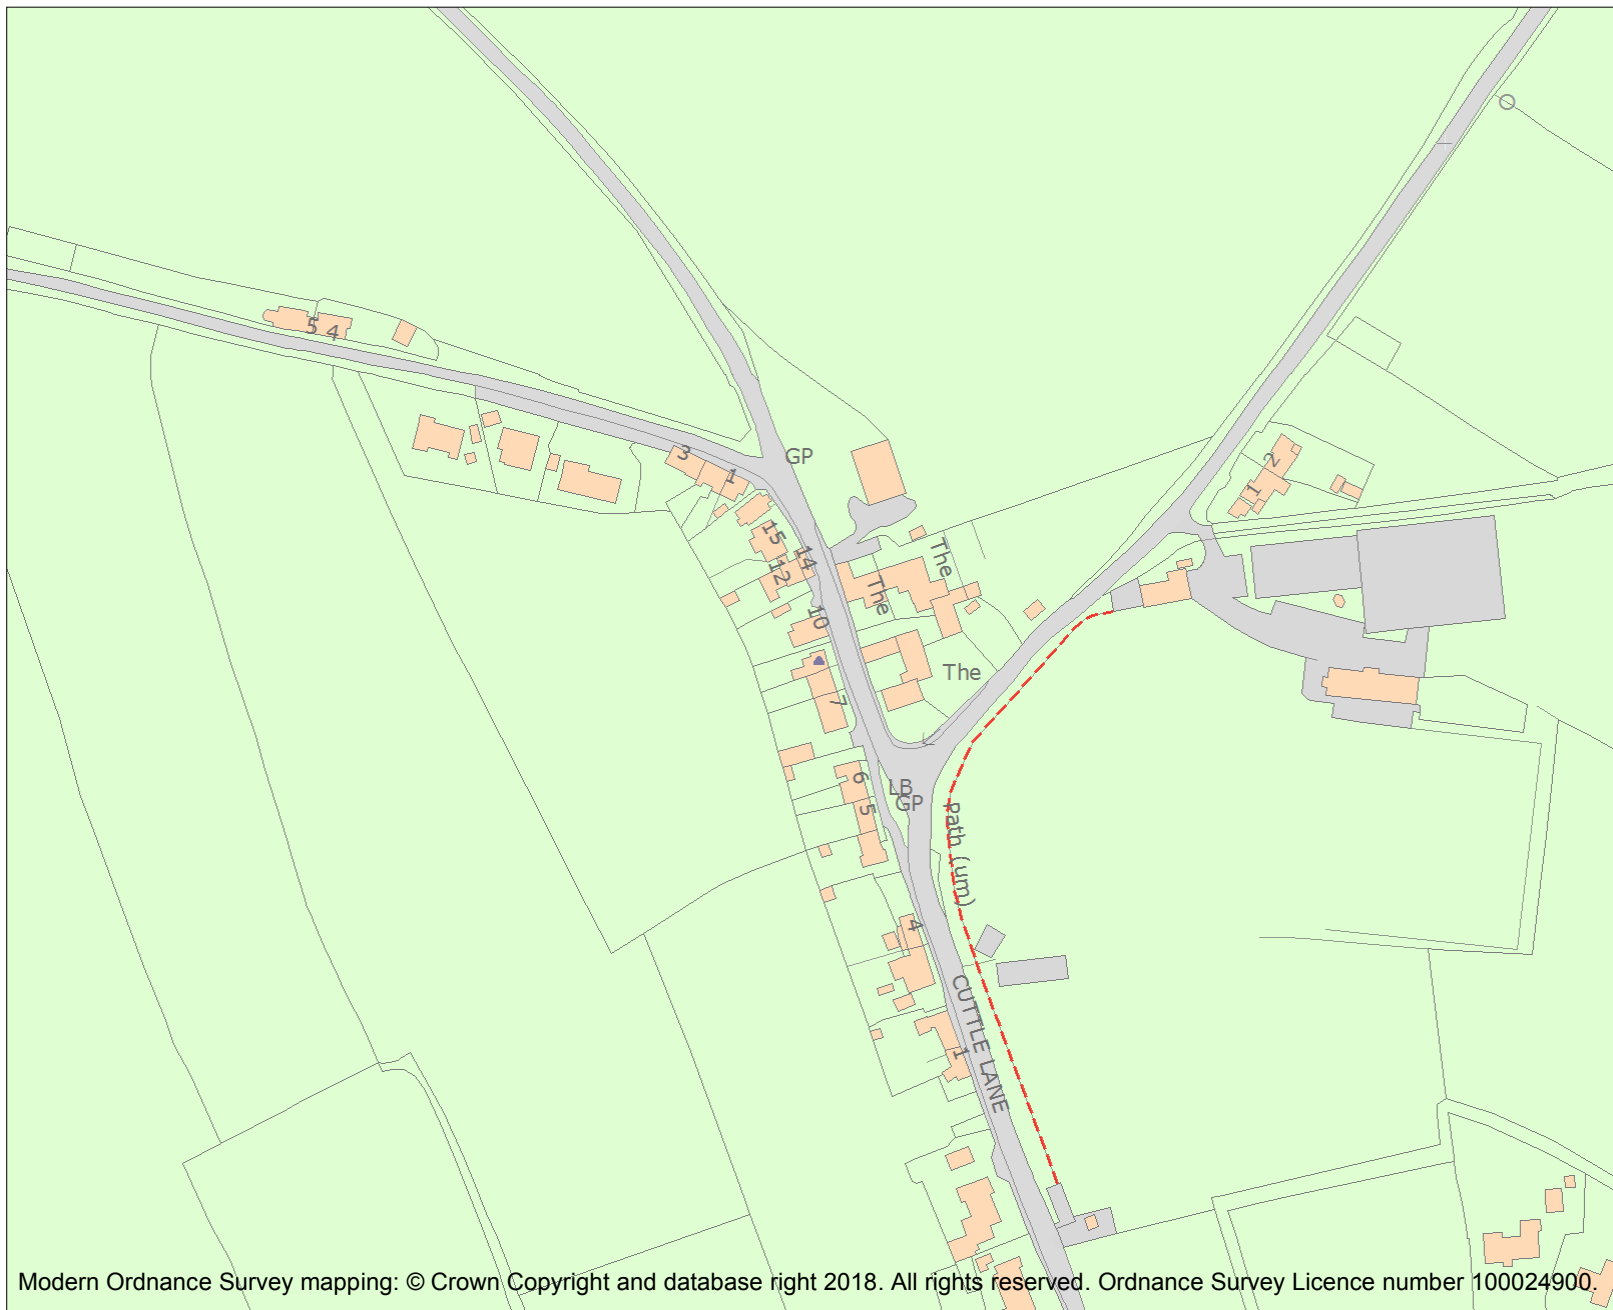 5
4
3
1
GP
2
1
15
14
12
The
The
10
The
7
6
5
LB
GP
Path (um)
4
CUTTLE LANE
1
Modern Ordnance Survey mapping: © Crown Copyright and database right 2018. All rights reserved. Ordnance Survey Licence number 100024900.